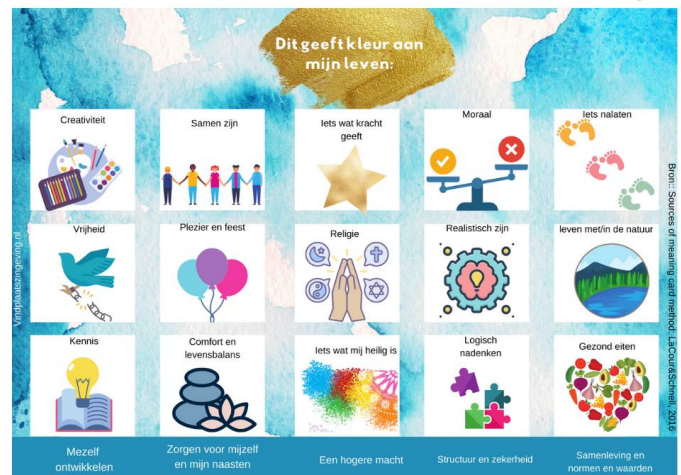 Dit geeft kleur aan
mijn leven:
Creativiteit
Samen zijn
Iets wat kracht
geeft
Moraal
Iets nalaten
Vrijheid
Plezier en feest
Religie
Realistisch zijn
leven met/in de natuur
Kennis
Comfort en
levensbalans
Iets wat mij heilig is
Logisch
nadenken
Gezond eiten
Mezelf
ontwikkelen
Zorgen voor mijzelf
en mijn naasten
Een hogere macht
Structuur en zekerheid
Samenleving en
normen en waarden
Vindplaatszingeving.nl
Bron:: Sources of meaning card method: LaCour&Schnell, 2016